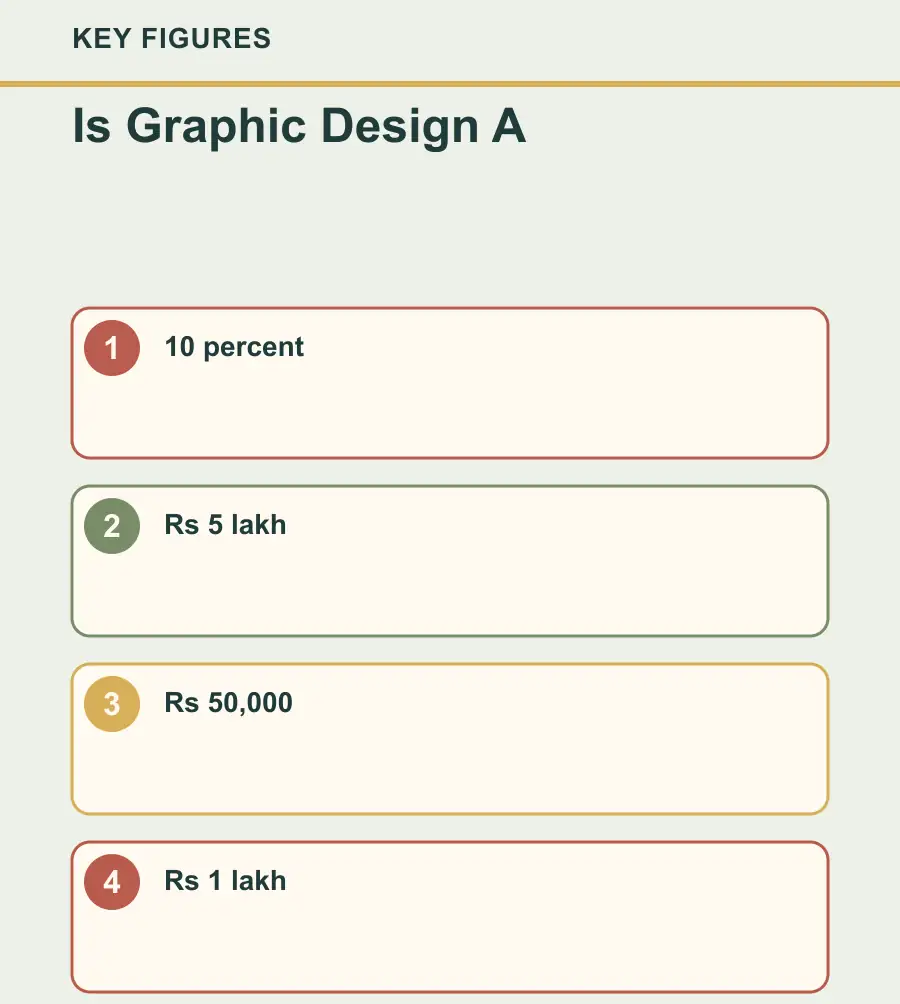 KEY FIGURES
Is Graphic Design A
1 10 percent
2 Rs 5 lakh
3 Rs 50,000
4 Rs 1 lakh